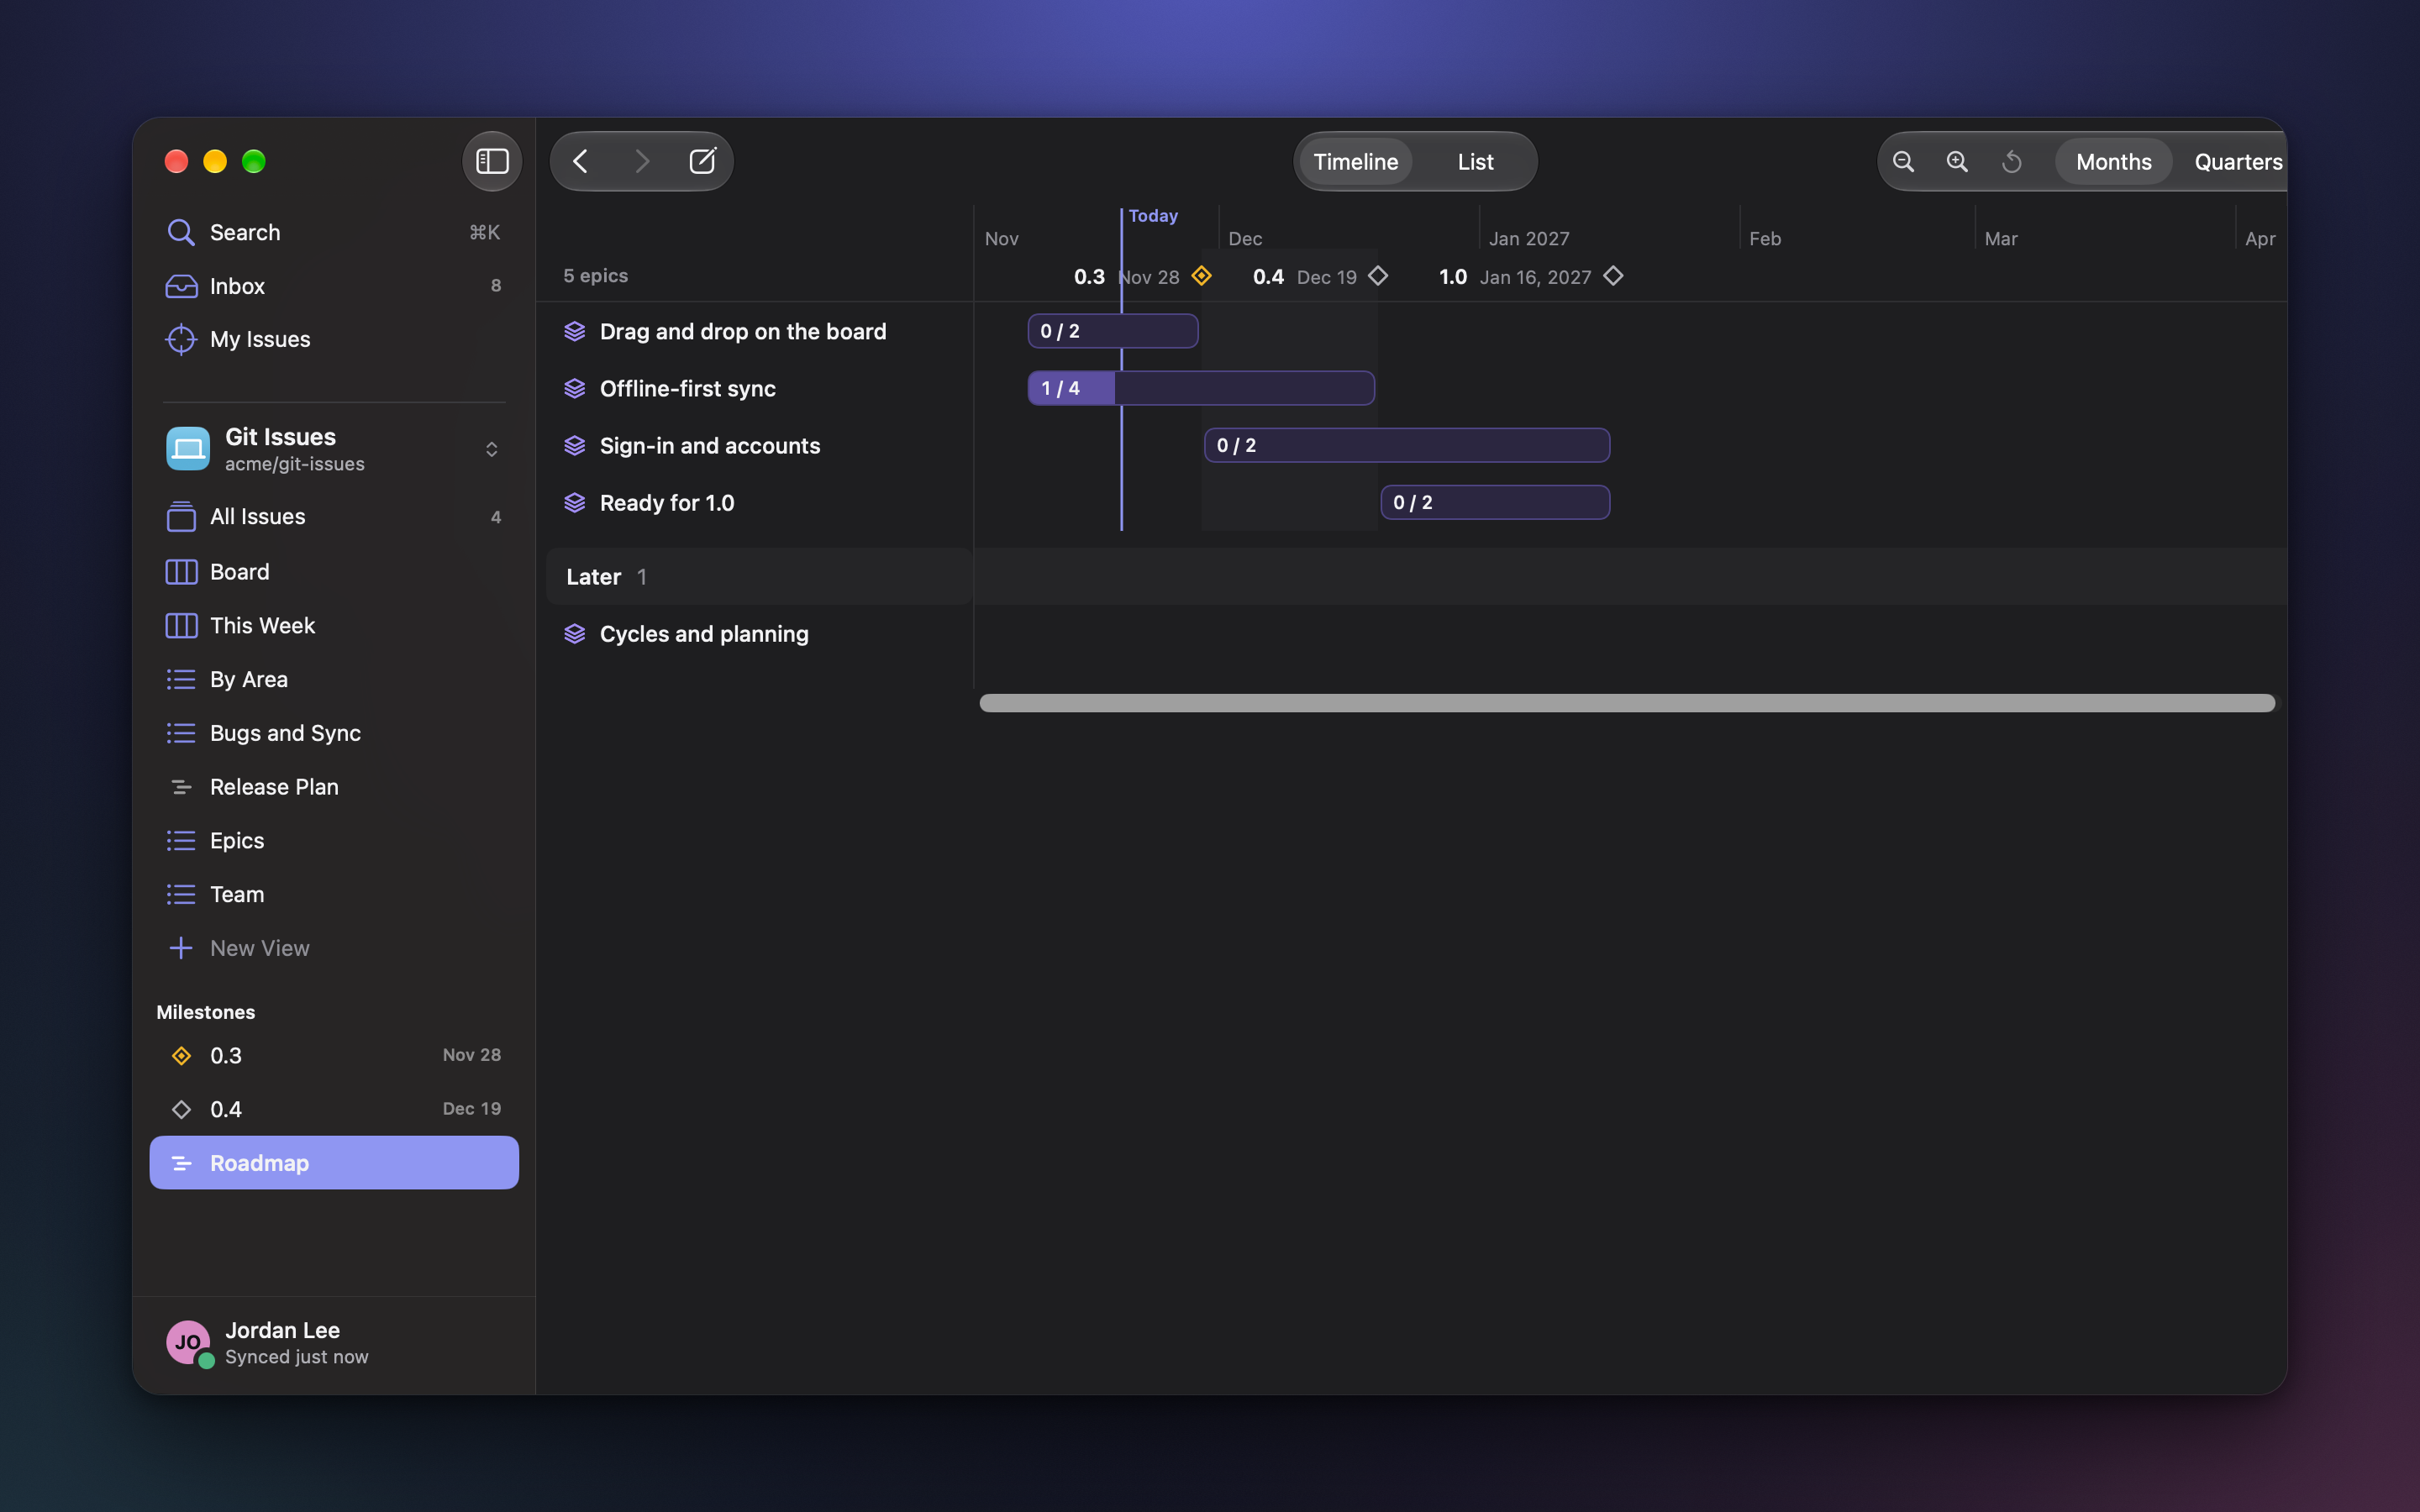 Search ⌘K
Inbox 8
My Issues
Git Issues
acme/git-issues
All Issues 4
Board
This Week
By Area
Bugs and Sync
Release Plan
Epics
Team
New View
Milestones
0.3 Nov 28
0.4 Dec 19
Roadmap
JO
Jordan Lee
Synced just now
Timeline List
Months Quarters
Today
Nov Dec Jan 2027 Feb Mar Apr
5 epics
0.3 Nov 28 0.4 Dec 19 1.0 Jan 16, 2027
Drag and drop on the board 0 / 2
Offline-first sync 1 / 4
Sign-in and accounts 0 / 2
Ready for 1.0 0 / 2
Later 1
Cycles and planning